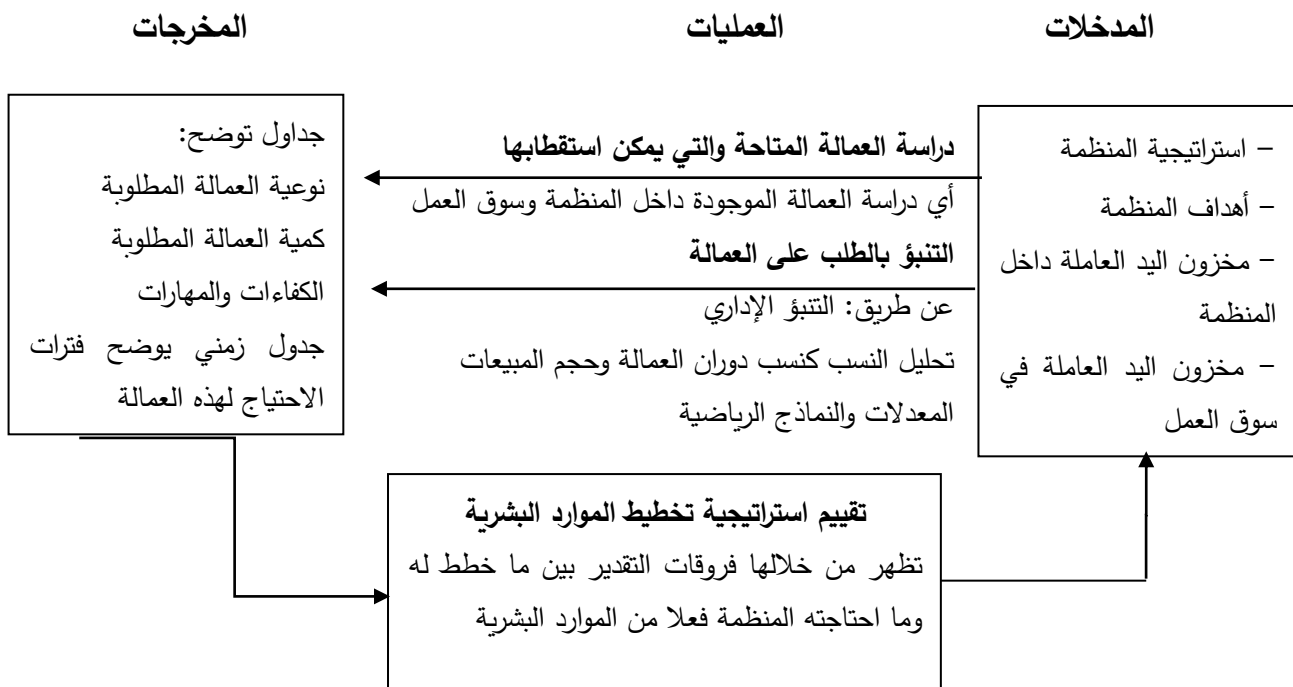 المدخلات
العمليات
المخرجات
– استراتيجية المنظمة
– أهداف المنظمة
– مخزون اليد العاملة داخل
المنظمة
– مخزون اليد العاملة في
سوق العمل
دراسة العمالة المتاحة والتي يمكن استقطابها
أي دراسة العمالة الموجودة داخل المنظمة وسوق العمل
التنبؤ بالطلب على العمالة
عن طريق: التنبؤ الإداري
تحليل النسب كنسب دوران العمالة وحجم المبيعات
المعدلات والنماذج الرياضية
جداول توضح:
نوعية العمالة المطلوبة
كمية العمالة المطلوبة
الكفاءات والمهارات
جدول زمني يوضح فترات
الاحتياج لهذه العمالة
تقييم استراتيجية تخطيط الموارد البشرية
تظهر من خلالها فروقات التقدير بين ما خطط له
وما احتاجته المنظمة فعلا من الموارد البشرية